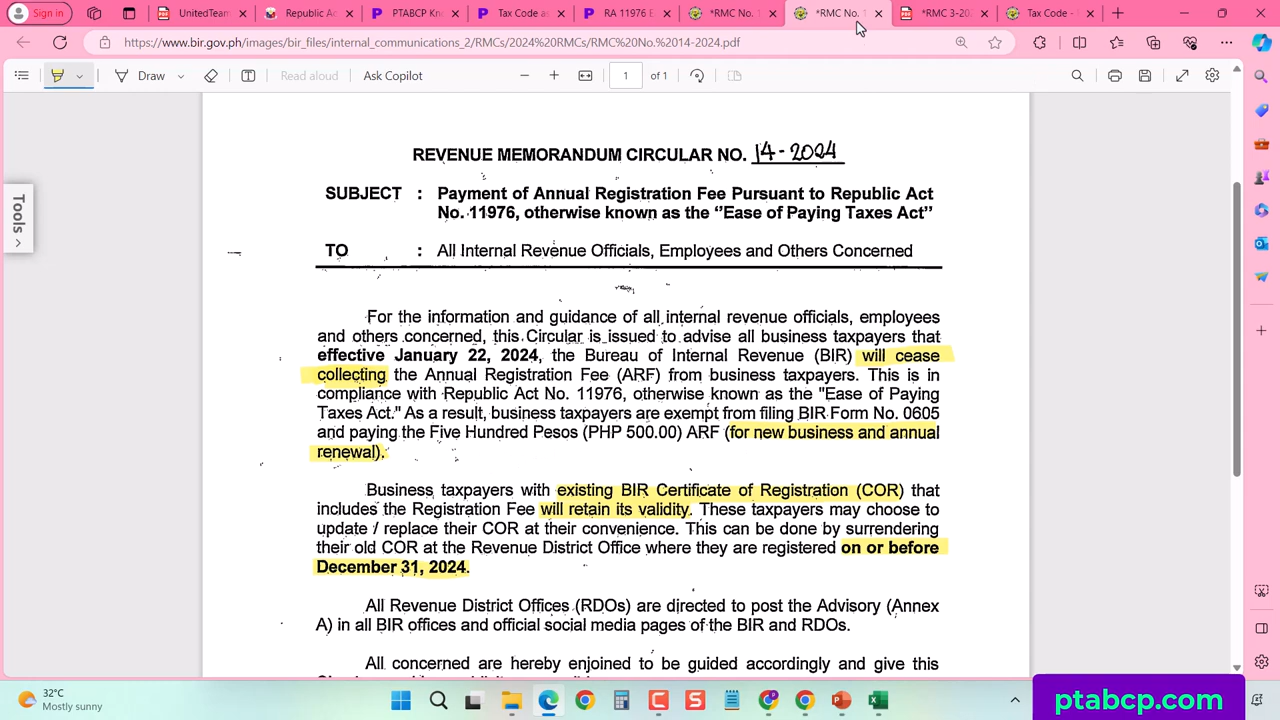 Sign in
UnitedTeam
Republic Ac
PTABCP Kn
Tax Code as
RA 11976 E
*RMC No. 
*RMC No. 
*RMC 3-202
Tax Code -
https://www.bir.gov.ph/images/bir_files/internal_communications_2/RMCs/2024%20RMCs/RMC%20No.%2014-2024.pdf
Draw
Read aloud
Ask Copilot
1
of 1
Tools
REVENUE MEMORANDUM CIRCULAR NO. 14-2024
SUBJECT : Payment of Annual Registration Fee Pursuant to Republic Act
No. 11976, otherwise known as the "Ease of Paying Taxes Act"
TO : All Internal Revenue Officials, Employees and Others Concerned
For the information and guidance of all internal revenue officials, employees
and others concerned, this Circular is issued to advise all business taxpayers that
effective January 22, 2024, the Bureau of Internal Revenue (BIR) will cease
collecting the Annual Registration Fee (ARF) from business taxpayers. This is in
compliance with Republic Act No. 11976, otherwise known as the "Ease of Paying
Taxes Act." As a result, business taxpayers are exempt from filing BIR Form No. 0605
and paying the Five Hundred Pesos (PHP 500.00) ARF (for new business and annual
renewal).
Business taxpayers with existing BIR Certificate of Registration (COR) that
includes the Registration Fee will retain its validity. These taxpayers may choose to
update / replace their COR at their convenience. This can be done by surrendering
their old COR at the Revenue District Office where they are registered on or before
December 31, 2024.
All Revenue District Offices (RDOs) are directed to post the Advisory (Annex
A) in all BIR offices and official social media pages of the BIR and RDOs.
All concerned are hereby enjoined to be guided accordingly and give this
32°C
Mostly sunny
ptabcp.com